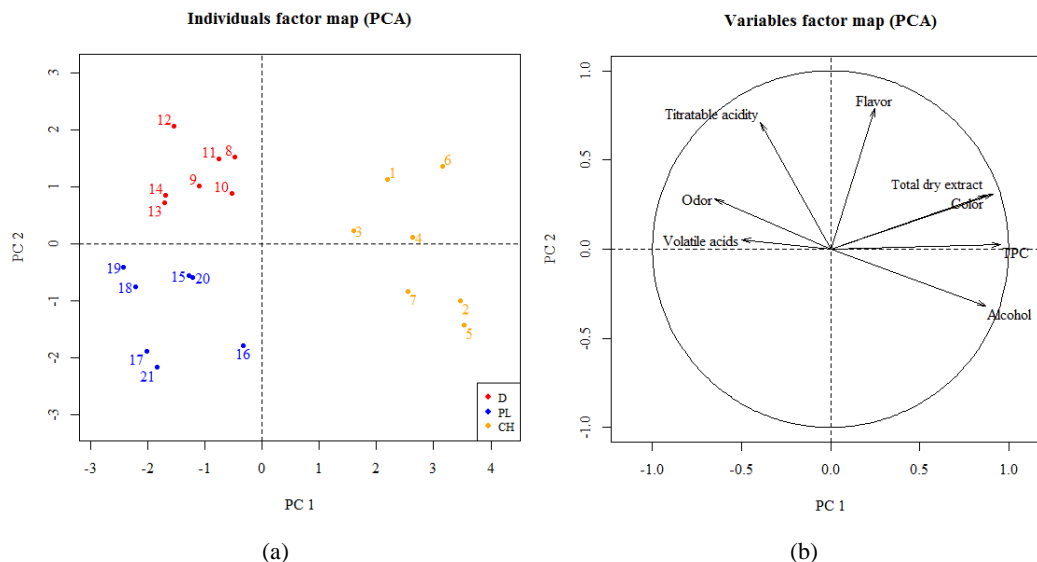 Individuals factor map (PCA)
3
2
1
0
-1
-2
-3
PC 2
12
11
8
9
10
14
13
1
6
3
4
19
18
15
20
7
2
5
17
16
21
D
PL
CH
-3
-2
-1
0
1
2
3
4
PC 1
(a)
Variables factor map (PCA)
1.0
0.5
0.0
-0.5
-1.0
PC 2
Titratable acidity
Flavor
Odor
Total dry extract
Color
Volatile acids
TPC
Alcohol
-1.0
-0.5
0.0
0.5
1.0
PC 1
(b)